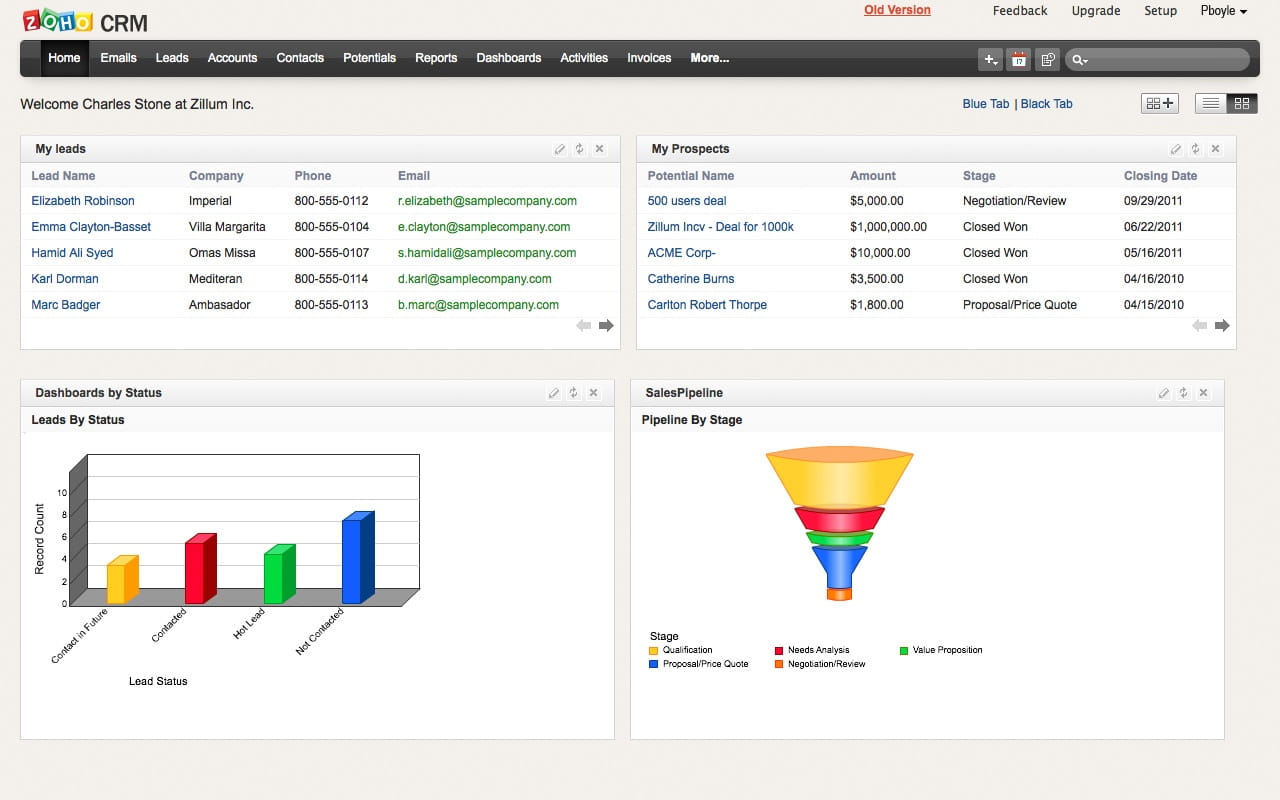 ZOHO CRM
Old Version Feedback Upgrade Setup Pboyle
Home Emails Leads Accounts Contacts Potentials Reports Dashboards Activities Invoices More...
17
Welcome Charles Stone at Zillum Inc.
Blue Tab | Black Tab
My leads
Lead Name Company Phone Email
Elizabeth Robinson Imperial 800-555-0112 r.elizabeth@samplecompany.com
Emma Clayton-Basset Villa Margarita 800-555-0104 e.clayton@samplecompany.com
Hamid Ali Syed Omas Missa 800-555-0107 s.hamidali@samplecompany.com
Karl Dorman Mediteran 800-555-0114 d.karl@samplecompany.com
Marc Badger Ambasador 800-555-0113 b.marc@samplecompany.com
My Prospects
Potential Name Amount Stage Closing Date
500 users deal $5,000.00 Negotiation/Review 09/29/2011
Zillum Incv - Deal for 1000k $1,000,000.00 Closed Won 06/22/2011
ACME Corp- $10,000.00 Closed Won 05/16/2011
Catherine Burns $3,500.00 Closed Won 04/16/2010
Carlton Robert Thorpe $1,800.00 Proposal/Price Quote 04/15/2010
Dashboards by Status
Leads By Status
Record Count
10
8
6
4
2
0
Contact in Future
Contacted
Hot Lead
Not Contacted
Lead Status
SalesPipeline
Pipeline By Stage
Stage
Qualification Needs Analysis Value Proposition
Proposal/Price Quote Negotiation/Review